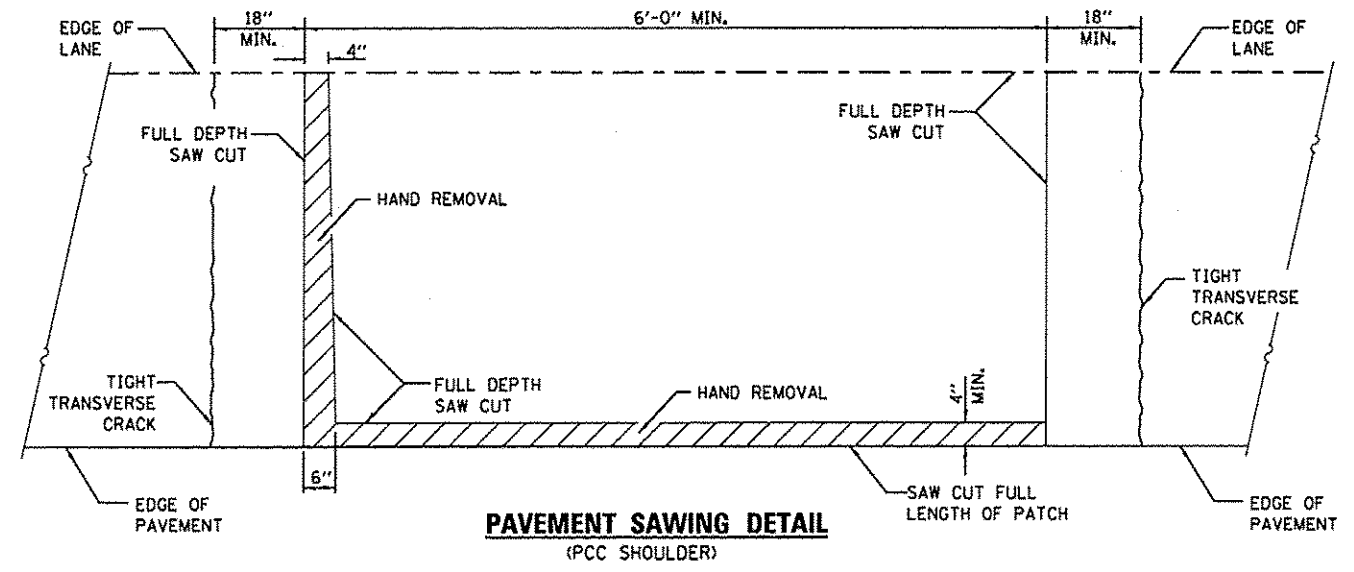 EDGE OF
LANE
18"
MIN.
4"
6'-0" MIN.
18"
MIN.
EDGE OF
LANE
FULL DEPTH
SAW CUT
FULL DEPTH
SAW CUT
HAND REMOVAL
TIGHT
TRANSVERSE
CRACK
TIGHT
TRANSVERSE
CRACK
FULL DEPTH
SAW CUT
HAND REMOVAL
4"
MIN.
6"
EDGE OF
PAVEMENT
SAW CUT FULL
LENGTH OF PATCH
EDGE OF
PAVEMENT
PAVEMENT SAWING DETAIL
(PCC SHOULDER)